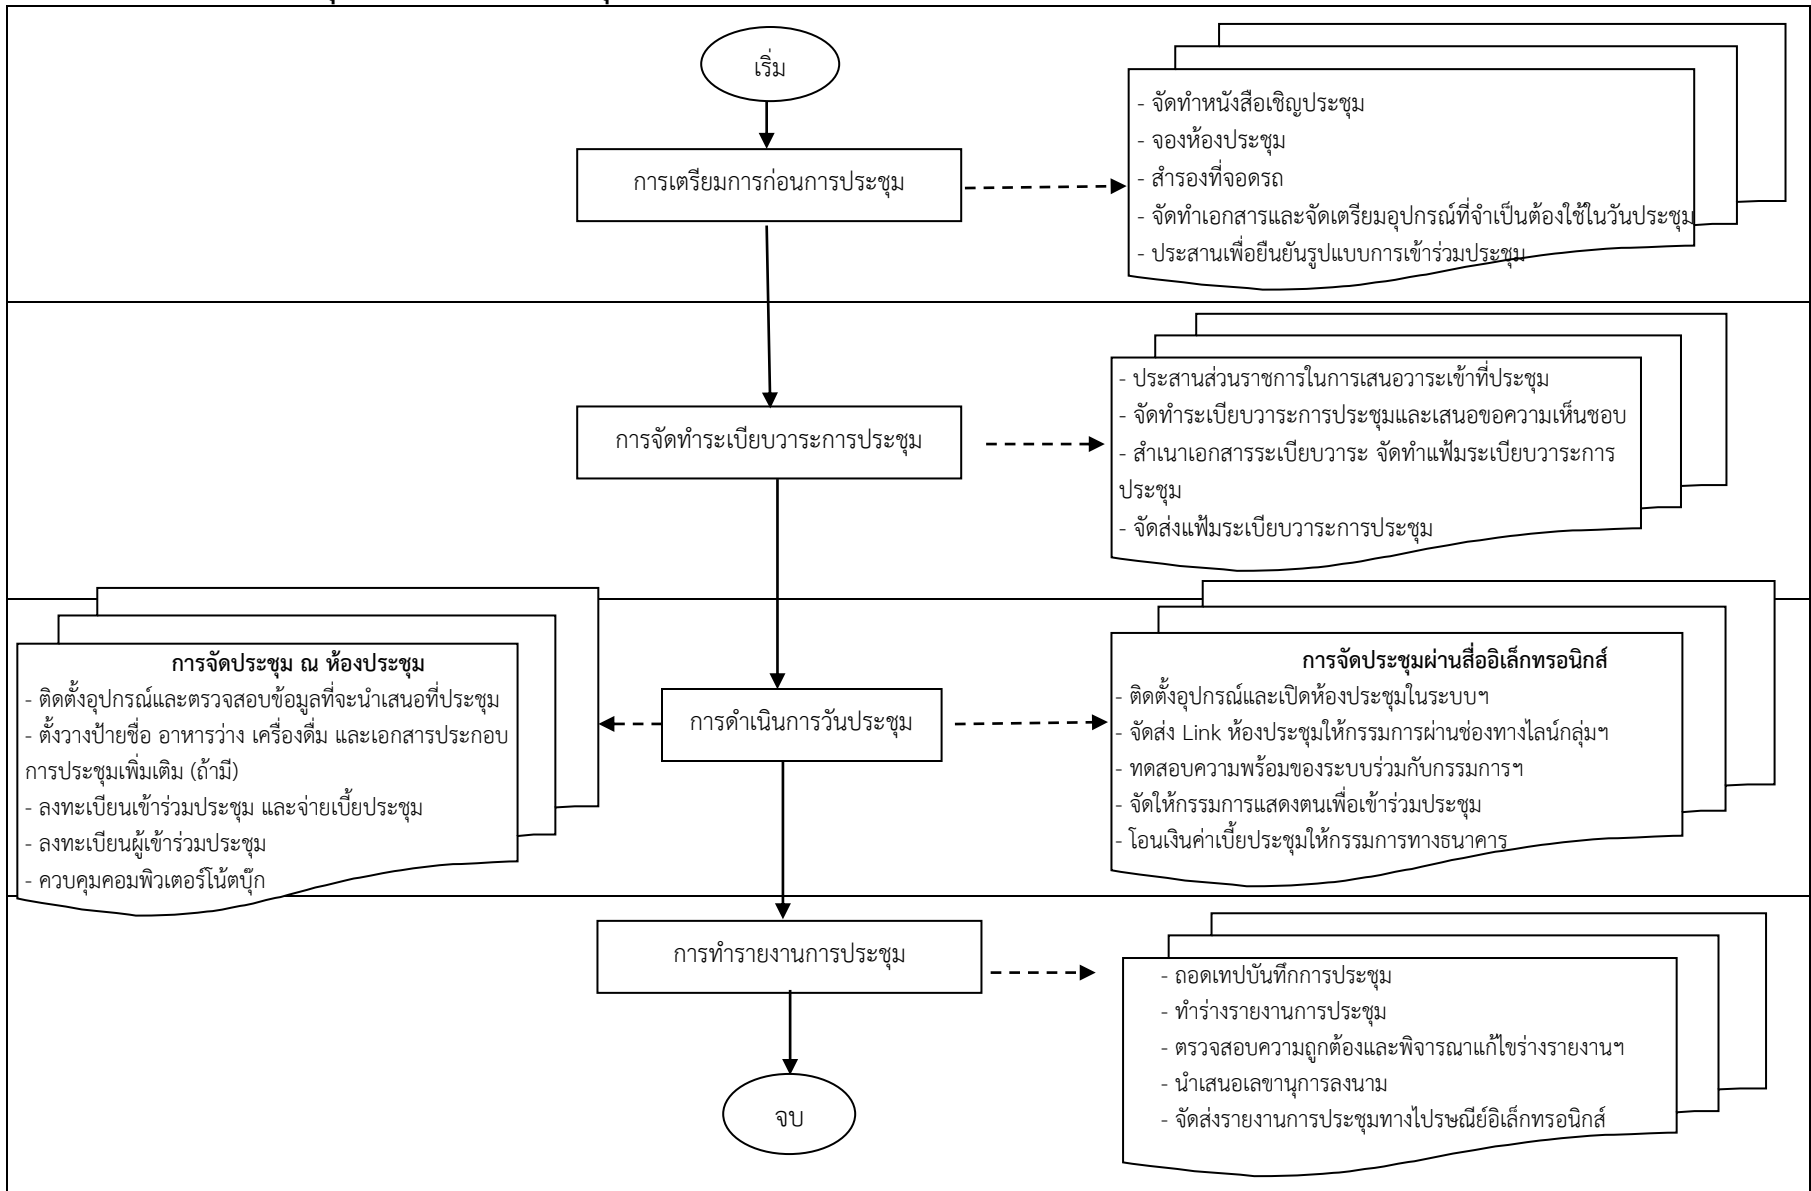 เริ่ม
- จัดทำหนังสือเชิญประชุม
- จองห้องประชุม
การเตรียมการก่อนการประชุม
- สำรองที่จอดรถ
- จัดทำเอกสารและจัดเตรียมอุปกรณ์ที่จำเป็นต้องใช้ในวันประชุม
- ประสานเพื่อยืนยันรูปแบบการเข้าร่วมประชุม
การจัดทำระเบียบวาระการประชุม
- ประสานส่วนราชการในการเสนอวาระเข้าที่ประชุม
- จัดทำระเบียบวาระการประชุมและเสนอขอความเห็นชอบ
- สำเนาเอกสารระเบียบวาระ จัดทำแฟ้มระเบียบวาระการ
ประชุม
- จัดส่งแฟ้มระเบียบวาระการประชุม
การจัดประชุม ณ ห้องประชุม
- ติดตั้งอุปกรณ์และตรวจสอบข้อมูลที่จะนำเสนอที่ประชุม
- ตั้งวางป้ายชื่อ อาหารว่าง เครื่องดื่ม และเอกสารประกอบ
การประชุมเพิ่มเติม (ถ้ามี)
- ลงทะเบียนเข้าร่วมประชุม และจ่ายเบี้ยประชุม
- ลงทะเบียนผู้เข้าร่วมประชุม
- ควบคุมคอมพิวเตอร์โน้ตบุ๊ก
การดำเนินการวันประชุม
การจัดประชุมผ่านสื่ออิเล็กทรอนิกส์
- ติดตั้งอุปกรณ์และเปิดห้องประชุมในระบบฯ
- จัดส่ง Link ห้องประชุมให้กรรมการผ่านช่องทางไลน์กลุ่มฯ
- ทดสอบความพร้อมของระบบร่วมกับกรรมการฯ
- จัดให้กรรมการแสดงตนเพื่อเข้าร่วมประชุม
- โอนเงินค่าเบี้ยประชุมให้กรรมการทางธนาคาร
การทำรายงานการประชุม
- ถอดเทปบันทึกการประชุม
- ทำร่างรายงานการประชุม
- ตรวจสอบความถูกต้องและพิจารณาแก้ไขร่างรายงานฯ
- นำเสนอเลขานุการลงนาม
- จัดส่งรายงานการประชุมทางไปรษณีย์อิเล็กทรอนิกส์
จบ